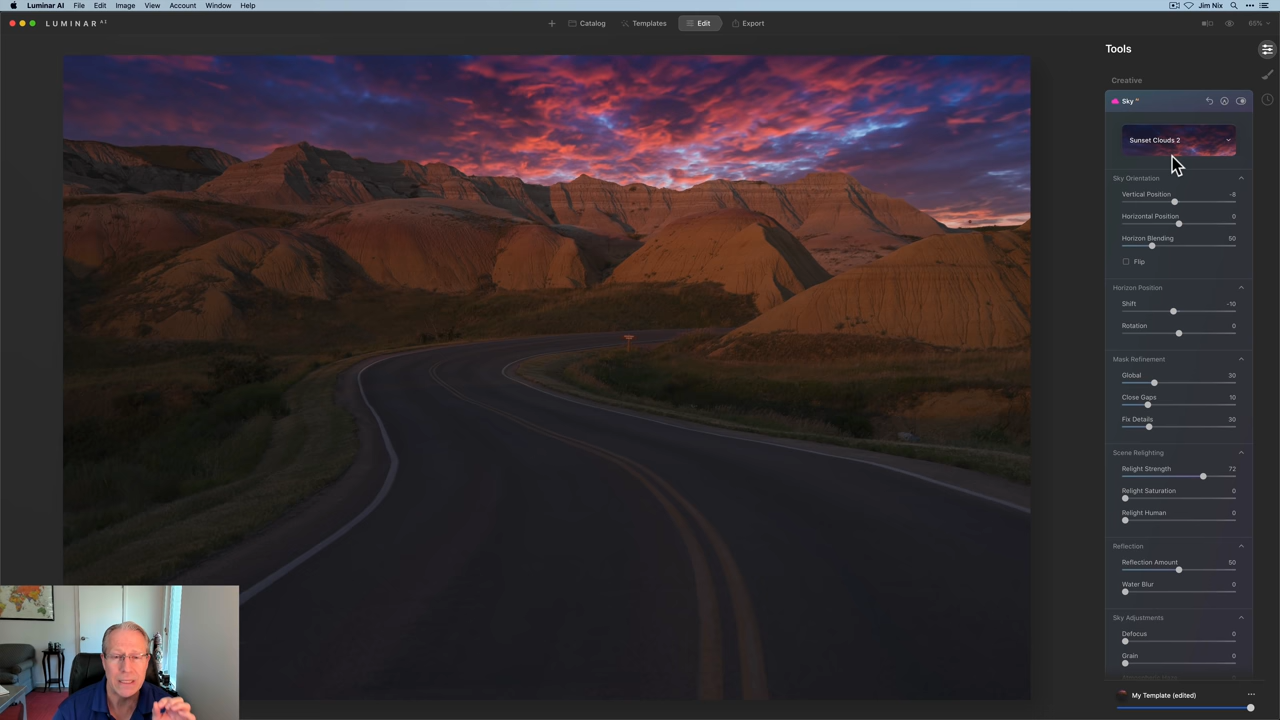 Luminar AI File Edit Image View Account Window Help Jim Nix
LUMINAR AI Catalog Templates Edit Export 65%
Tools
Creative
Sky AI
Sunset Clouds 2
Sky Orientation
Vertical Position -8
Horizontal Position 0
Horizon Blending 50
Flip
Horizon Position
Shift -10
Rotation 0
Mask Refinement
Global 30
Close Gaps 10
Fix Details 30
Scene Relighting
Relight Strength 72
Relight Saturation 0
Relight Human 0
Reflection
Reflection Amount 50
Water Blur 0
Sky Adjustments
Defocus 0
Grain 0
My Template (edited)